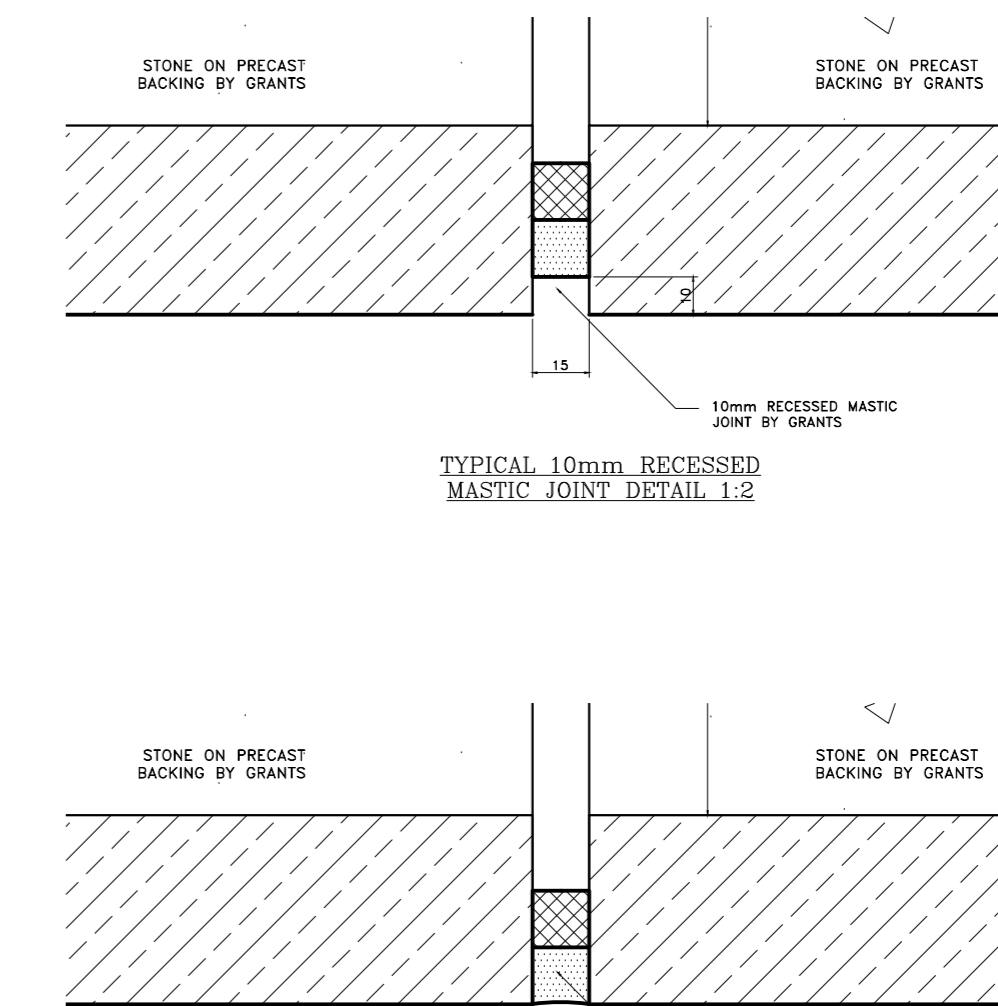 STONE ON PRECAST
BACKING BY GRANTS
STONE ON PRECAST
BACKING BY GRANTS
10
15
10mm RECESSED MASTIC
JOINT BY GRANTS
TYPICAL 10mm RECESSED
MASTIC JOINT DETAIL 1:2
STONE ON PRECAST
BACKING BY GRANTS
STONE ON PRECAST
BACKING BY GRANTS